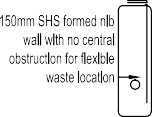 150mm SHS formed nib
wall with no central
obstruction for flexible
waste location